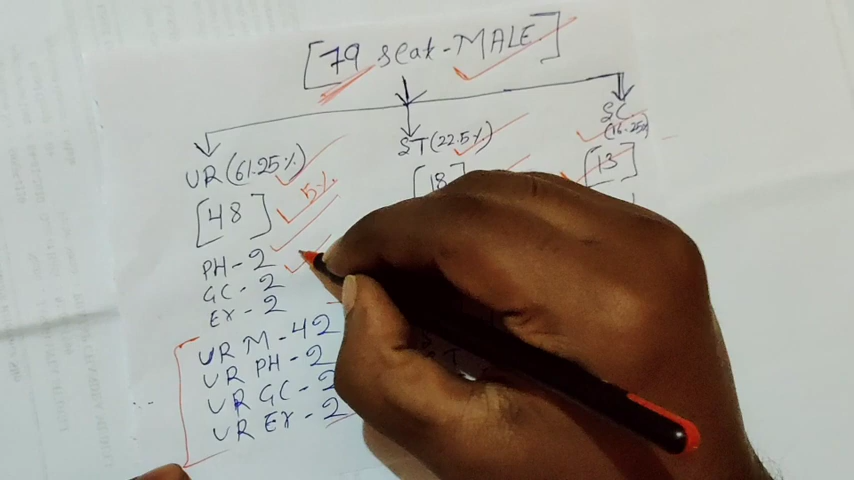 [79 seat-MALE]
UR (61.25%)
ST (22.5%)
SC
(16.25%)
[48]
5%
[18]
[13]
PH-2
GC-2
EX-2
UR M-42
UR PH-2
UR GC-2
UR EX-2